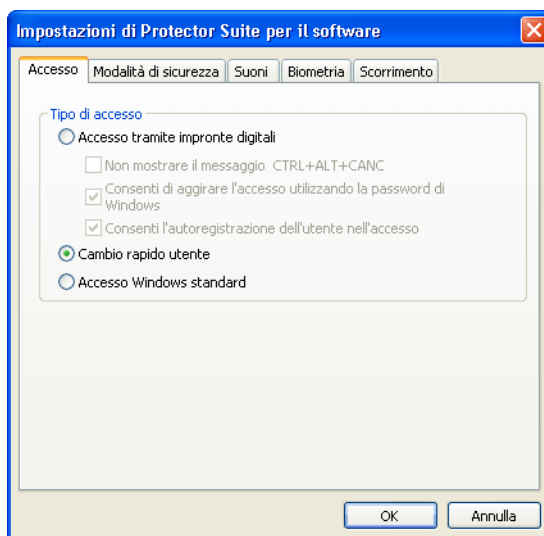 Impostazioni di Protector Suite per il software
Accesso Modalità di sicurezza Suoni Biometria Scorrimento
Tipo di accesso
Accesso tramite impronte digitali
Non mostrare il messaggio CTRL+ALT+CANC
Consenti di aggirare l'accesso utilizzando la password di
Windows
Consenti l'autoregistrazione dell'utente nell'accesso
Cambio rapido utente
Accesso Windows standard
OK Annulla